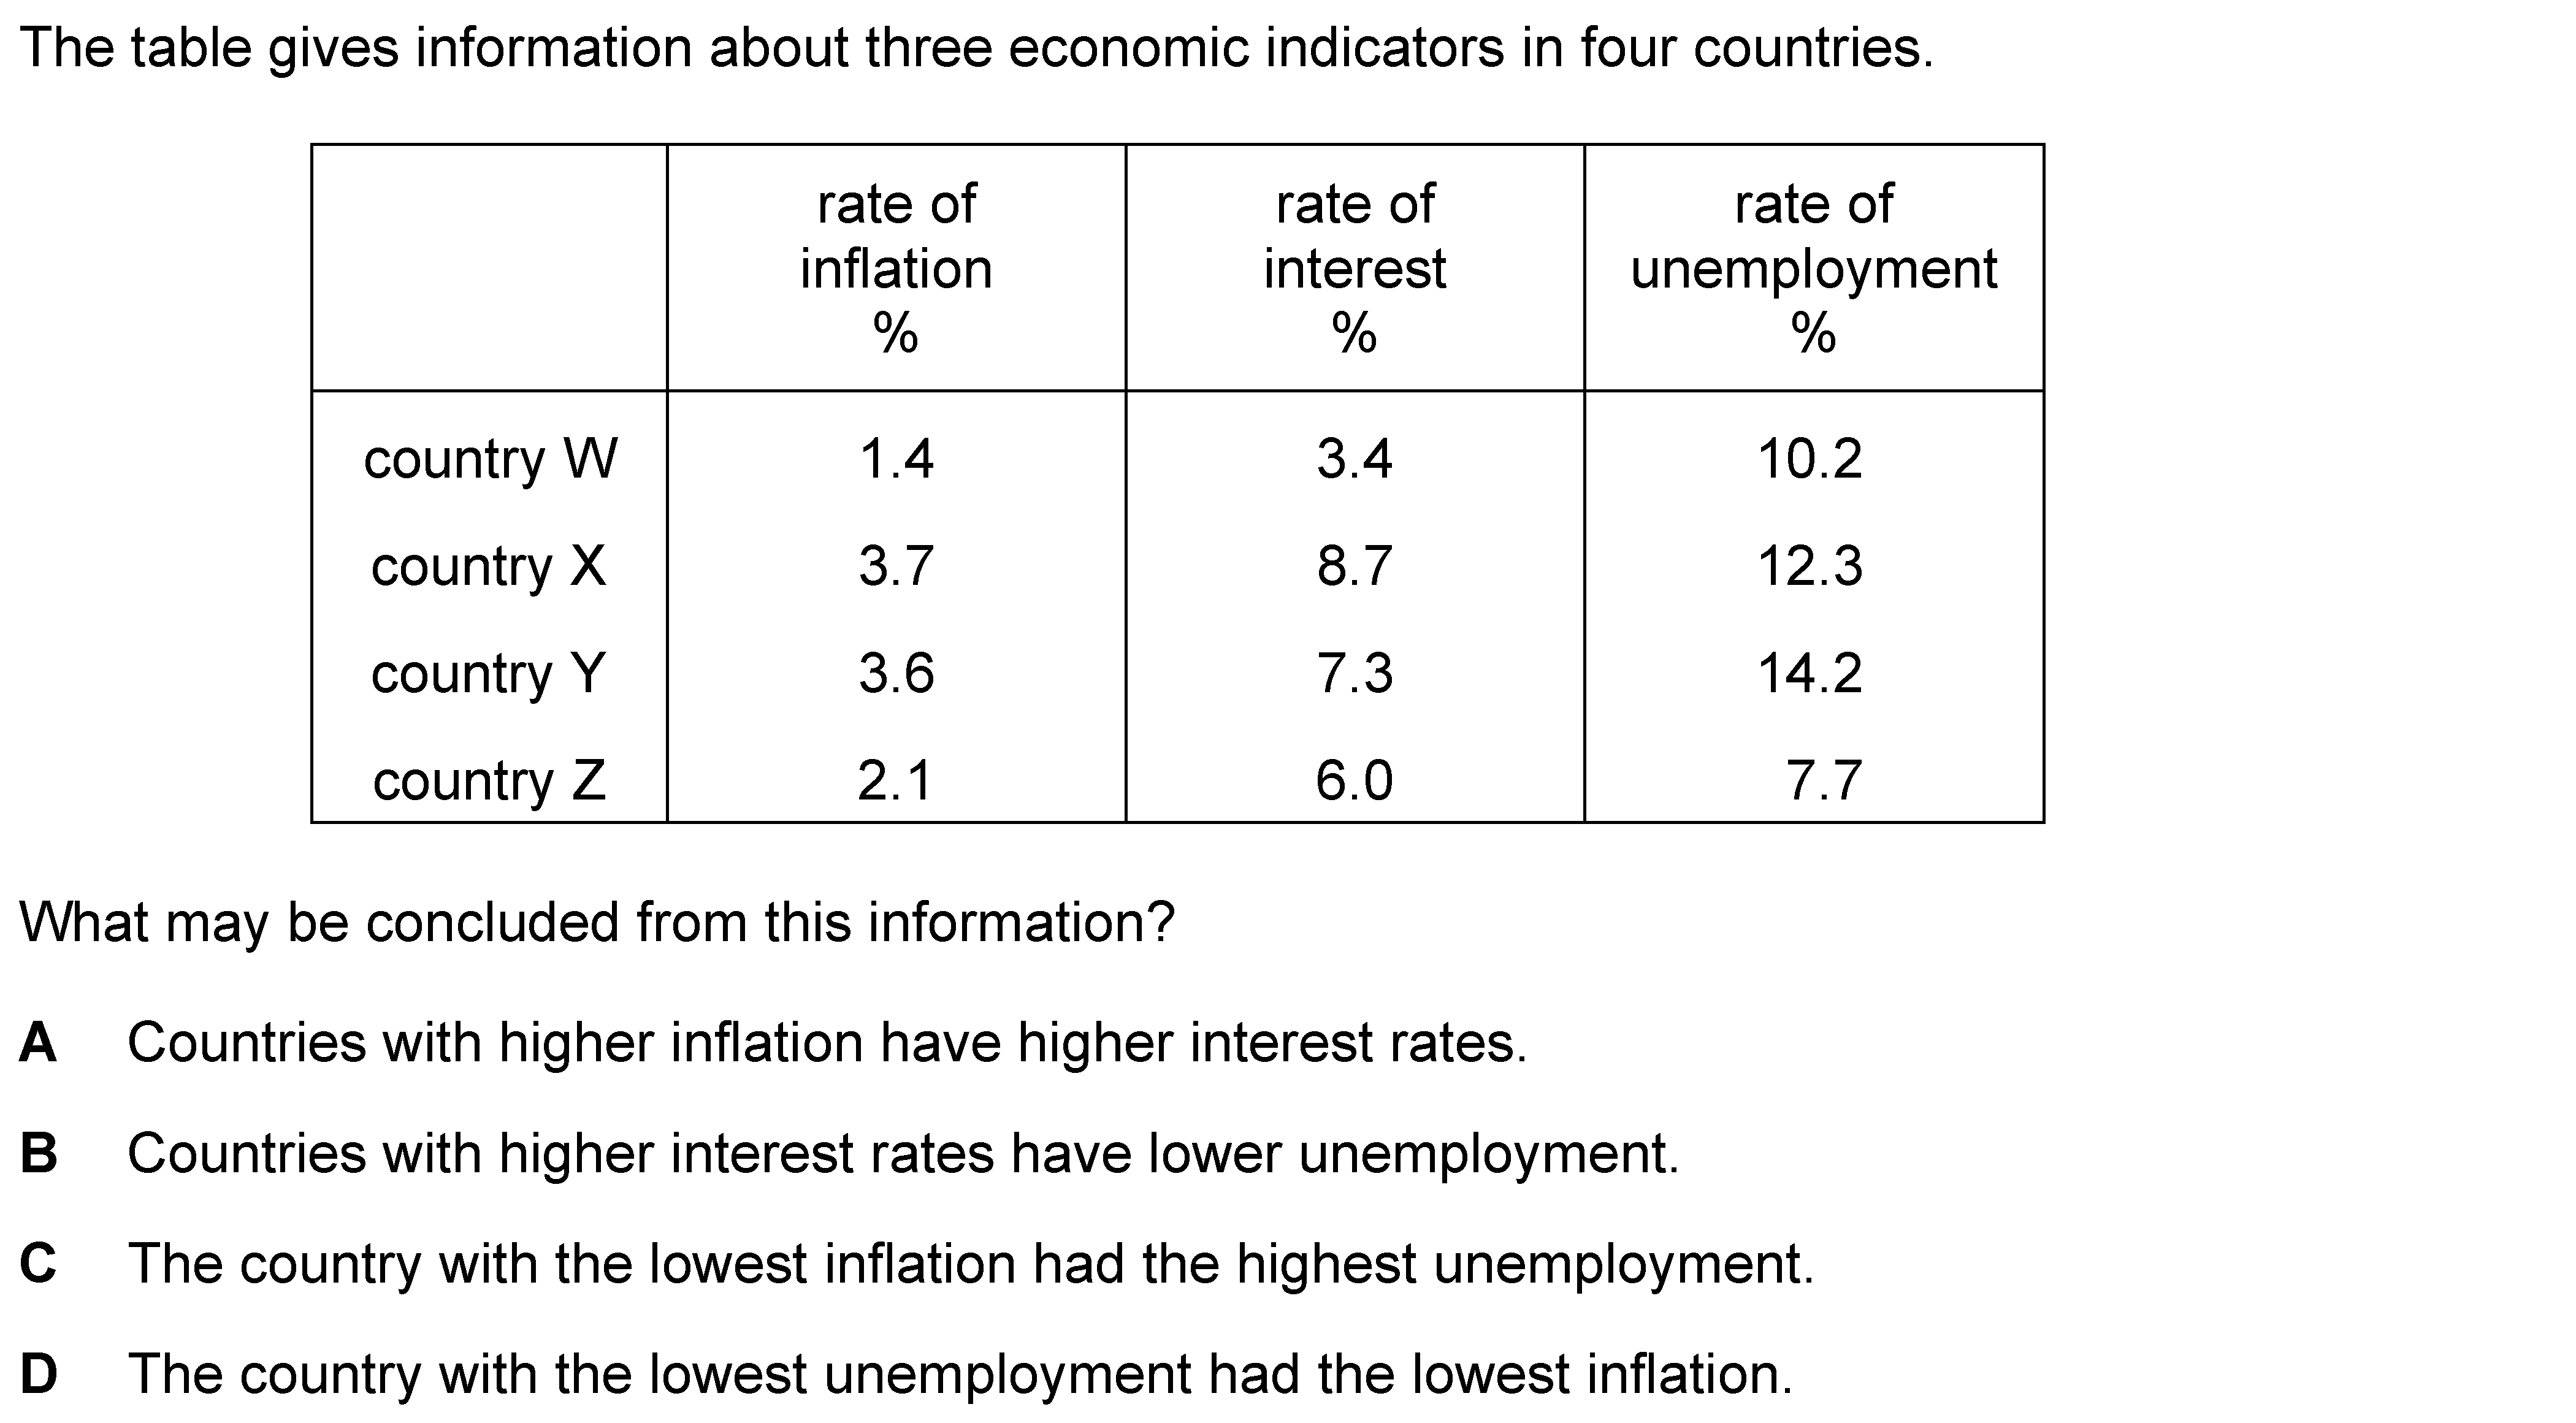 The table gives information about three economic indicators in four countries.
rate of inflation % rate of interest % rate of unemployment %
country W 1.4 3.4 10.2
country X 3.7 8.7 12.3
country Y 3.6 7.3 14.2
country Z 2.1 6.0 7.7
What may be concluded from this information?
A Countries with higher inflation have higher interest rates.
B Countries with higher interest rates have lower unemployment.
C The country with the lowest inflation had the highest unemployment.
D The country with the lowest unemployment had the lowest inflation.